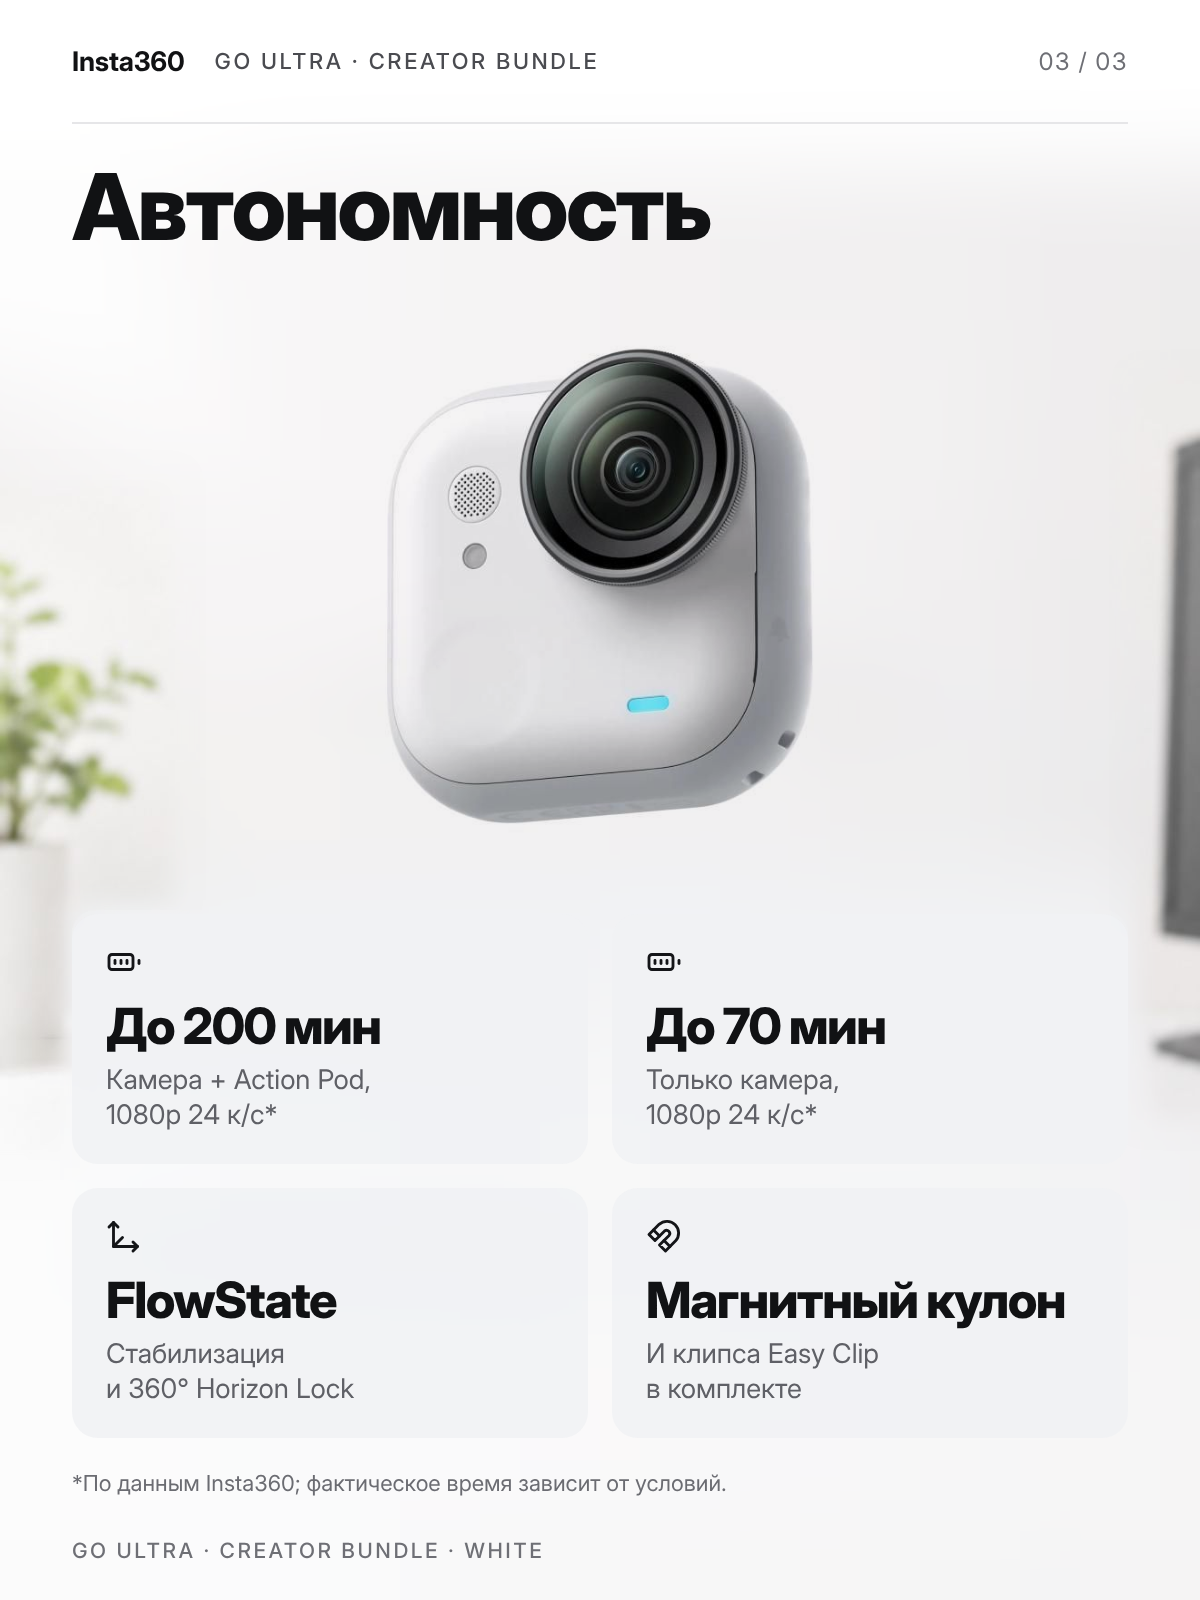 Insta360 GO ULTRA · CREATOR BUNDLE 03 / 03
Автономность
До 200 мин
Камера + Action Pod,
1080p 24 к/с*
До 70 мин
Только камера,
1080p 24 к/с*
FlowState
Стабилизация
и 360° Horizon Lock
Магнитный кулон
И клипса Easy Clip
в комплекте
*По данным Insta360; фактическое время зависит от условий.
GO ULTRA · CREATOR BUNDLE · WHITE